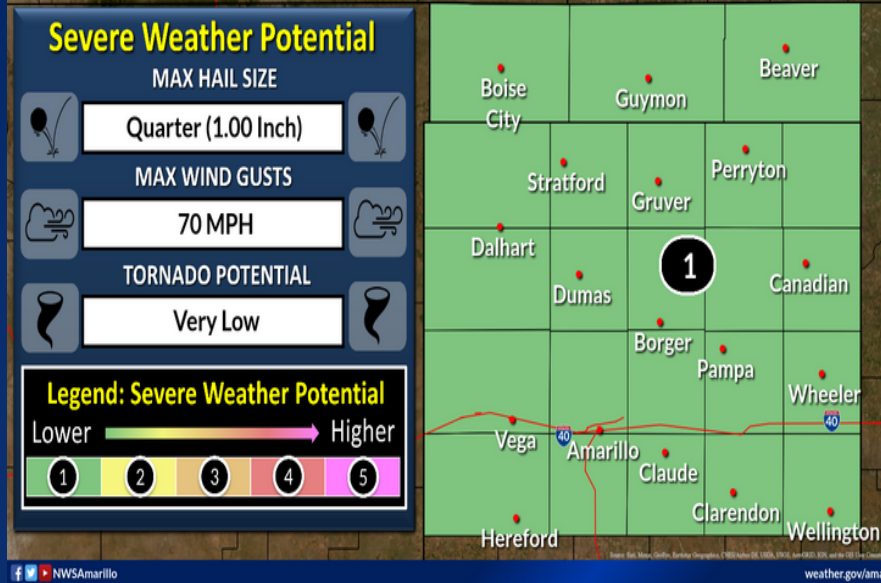 Severe Weather Potential
MAX HAIL SIZE
Quarter (1.00 Inch)
MAX WIND GUSTS
70 MPH
TORNADO POTENTIAL
Very Low
Legend: Severe Weather Potential
Lower
Higher
1
2
3
4
5
Boise
City
Guymon
Beaver
Stratford
Gruver
Perryton
Dalhart
Dumas
1
Canadian
Borger
Pampa
Wheeler
Vega
40
Amarillo
40
Claude
Hereford
Clarendon
Wellington
NWSAmarillo
weather.gov/ama